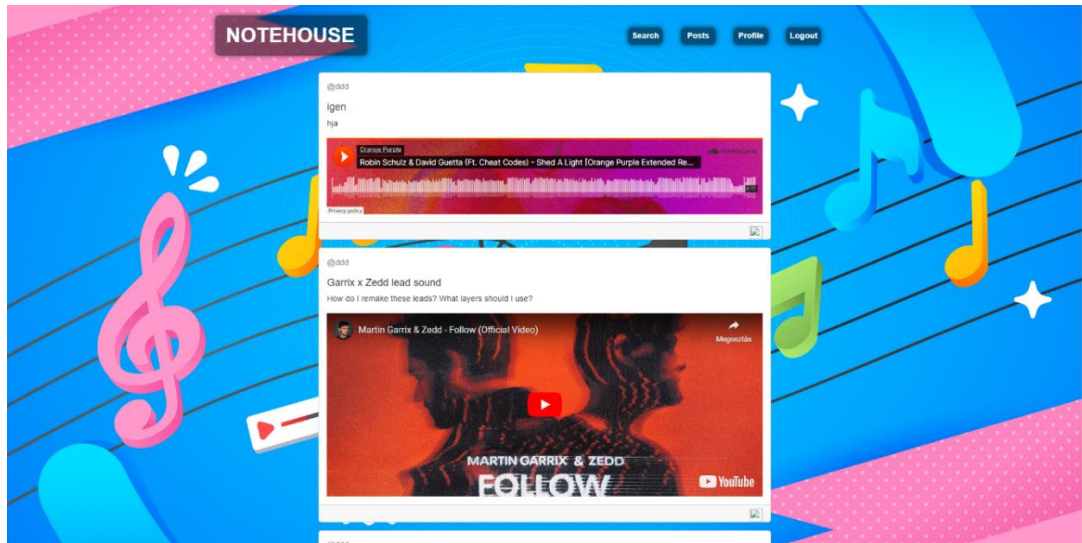 NOTEHOUSE
Search Posts Profile Logout
@ddd
igen
hja
Orange Purple
Robin Schulz & David Guetta (Ft. Cheat Codes) - Shed A Light [Orange Purple Extended Re...
Privacy policy
@ddd
Garrix x Zedd lead sound
How do I remake these leads? What layers should I use?
Martin Garrix & Zedd - Follow (Official Video)
Megosztás
MARTIN GARRIX & ZEDD
FOLLOW
YouTube
@ddd